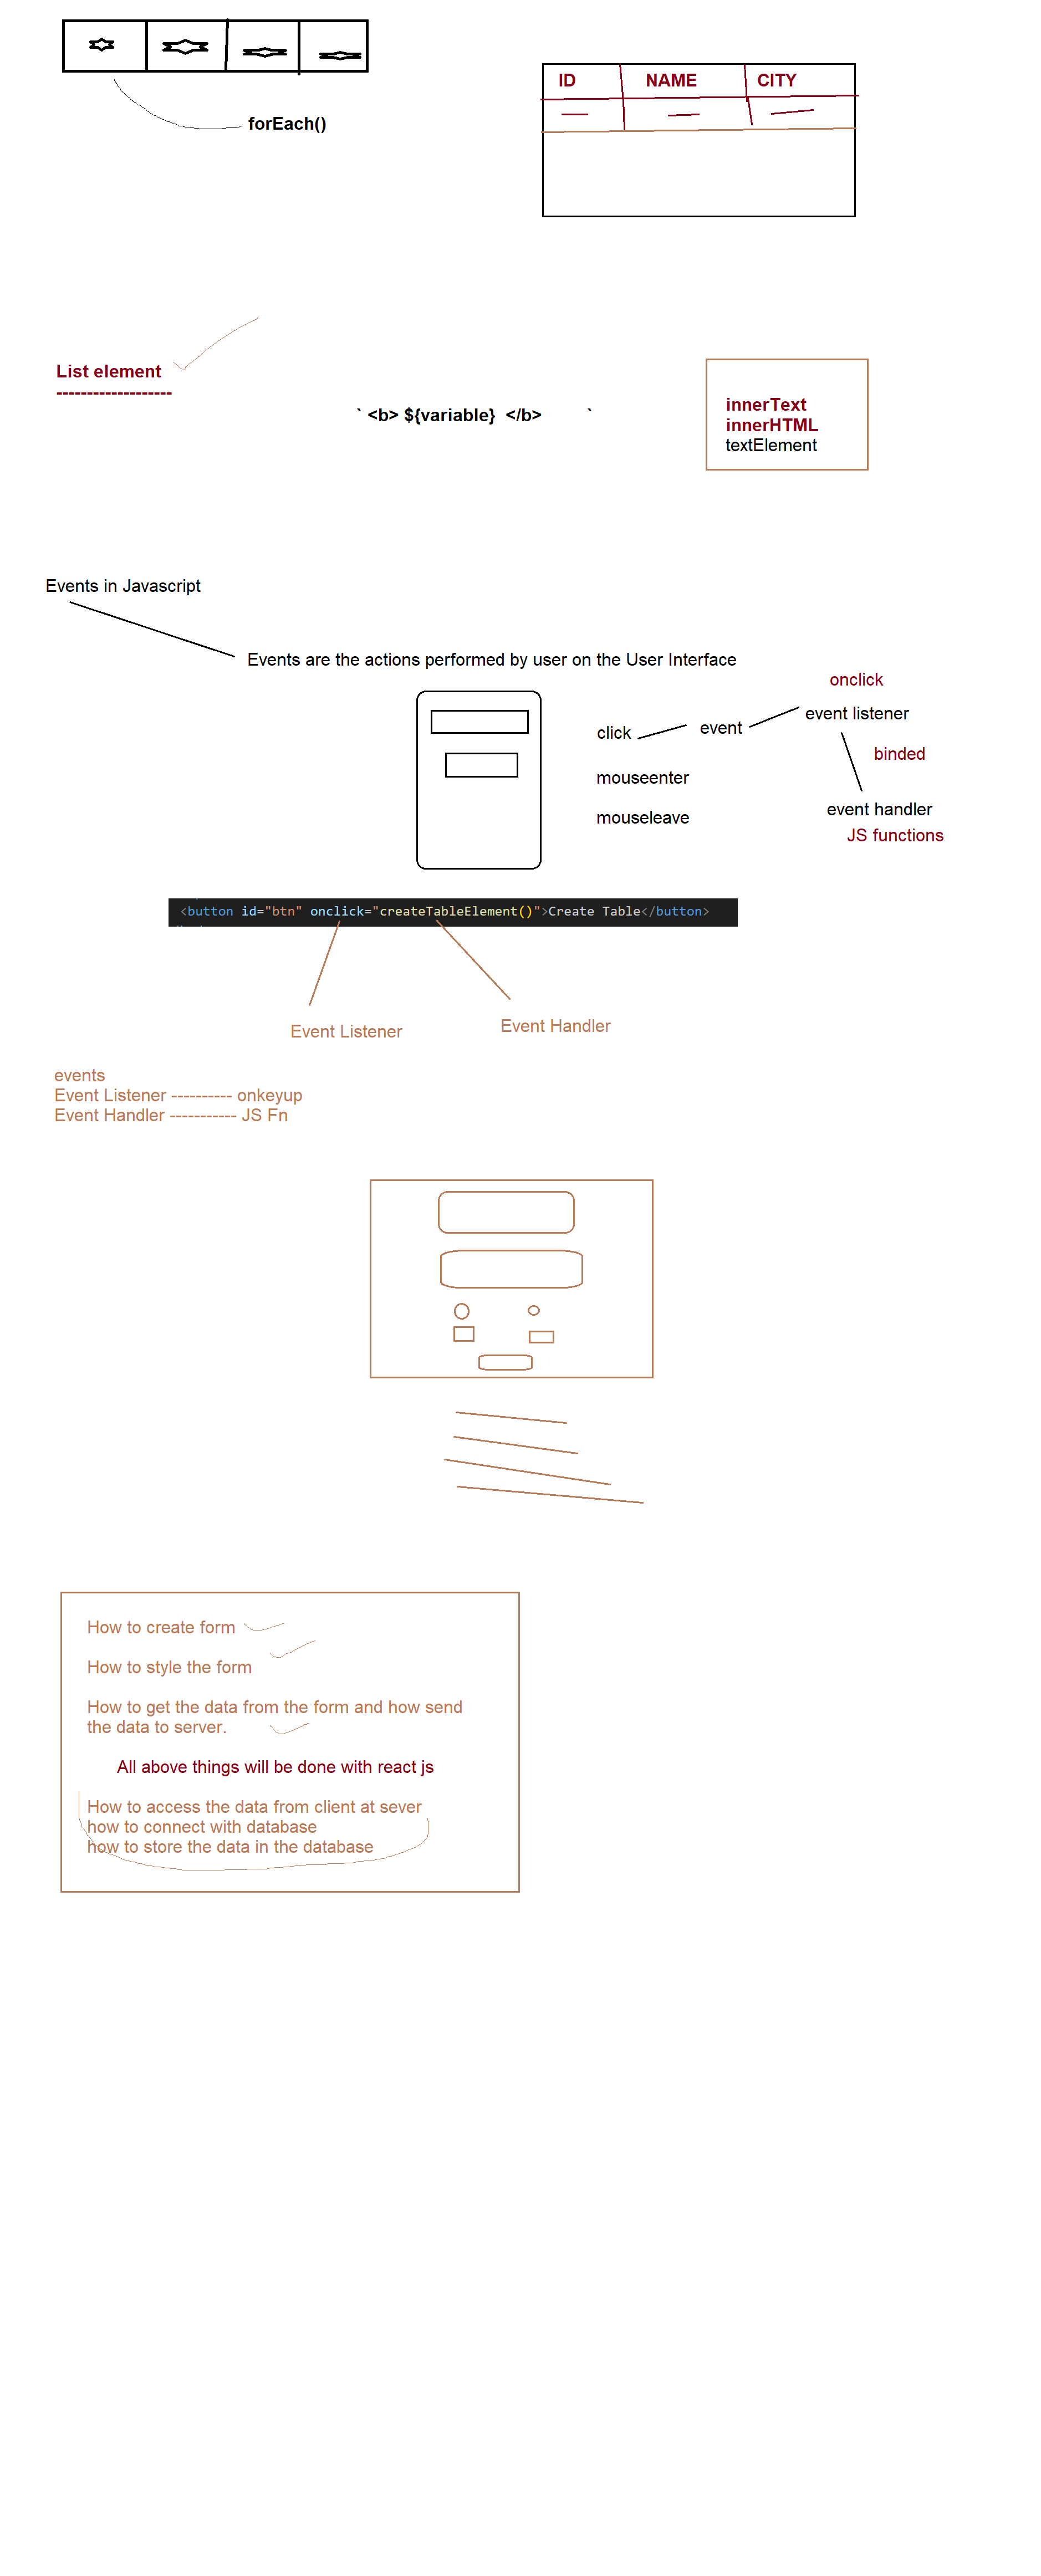 forEach()
ID NAME CITY
List element
-------------------
` <b> ${variable}  </b> `
innerText
innerHTML
textElement
Events in Javascript
Events are the actions performed by user on the User Interface
onclick
click event event listener
binded
mouseenter
event handler
mouseleave
JS functions
<button id="btn" onclick="createTableElement()">Create Table</button>
Event Listener Event Handler
events
Event Listener ---------- onkeyup
Event Handler ----------- JS Fn
How to create form
How to style the form
How to get the data from the form and how send
the data to server.
All above things will be done with react js
How to access the data from client at sever
how to connect with database
how to store the data in the database